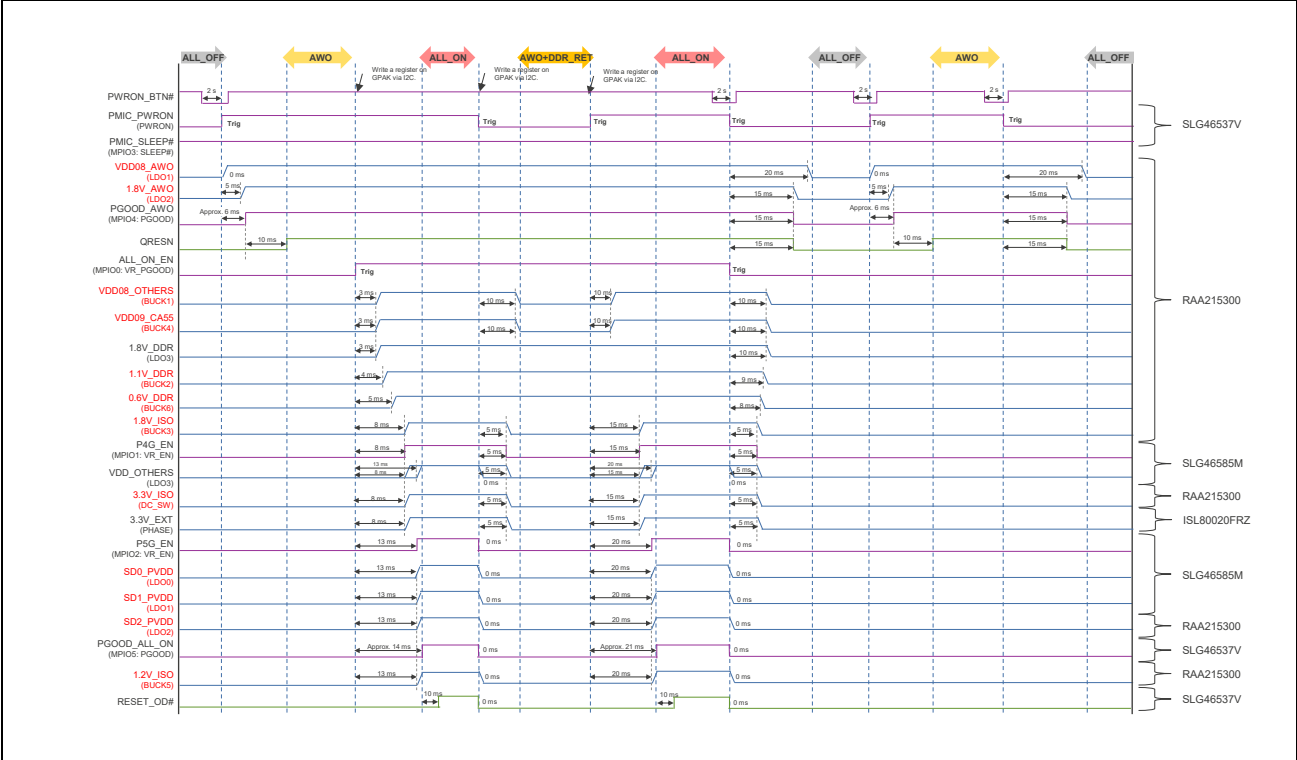 ALL_OFF AWO ALL_ON AWO+DDR_RET ALL_ON ALL_OFF AWO ALL_OFF
Write a register on
GPAK via I2C.
Write a register on
GPAK via I2C.
Write a register on
GPAK via I2C.
PWRON_BTN# 2 s 2 s 2 s 2 s
PMIC_PWRON
(PWRON) Trig Trig Trig Trig Trig Trig
SLG46537V
PMIC_SLEEP#
(MPIO3: SLEEP#)
VDD08_AWO
(LDO1) 0 ms 20 ms 0 ms 20 ms
1.8V_AWO
(LDO2) 5 ms 15 ms 5 ms 15 ms
PGOOD_AWO
(MPIO4: PGOOD) Approx. 6 ms 15 ms Approx. 6 ms 15 ms
QRESN 10 ms 15 ms 10 ms 15 ms
ALL_ON_EN
(MPIO0: VR_PGOOD) Trig Trig
VDD08_OTHERS
(BUCK1) 3 ms 10 ms 10 ms 10 ms
RAA215300
VDD09_CA55
(BUCK4) 3 ms 10 ms 10 ms 10 ms
1.8V_DDR
(LDO3) 3 ms 10 ms
1.1V_DDR
(BUCK2) 4 ms 9 ms
0.6V_DDR
(BUCK6) 5 ms 8 ms
1.8V_ISO
(BUCK3) 8 ms 5 ms 15 ms 5 ms
P4G_EN
(MPIO1: VR_EN) 8 ms 5 ms 15 ms 5 ms
SLG46585M
VDD_OTHERS
(LDO3) 13 ms 8 ms 5 ms 0 ms 20 ms 15 ms 5 ms 0 ms
3.3V_ISO
(DC_SW) 8 ms 5 ms 15 ms 5 ms
RAA215300
3.3V_EXT
(PHASE) 8 ms 5 ms 15 ms 5 ms
ISL80020FRZ
P5G_EN
(MPIO2: VR_EN) 13 ms 0 ms 20 ms 0 ms
SD0_PVDD
(LDO0) 13 ms 0 ms 20 ms 0 ms
SLG46585M
SD1_PVDD
(LDO1) 13 ms 0 ms 20 ms 0 ms
SD2_PVDD
(LDO2) 13 ms 0 ms 20 ms 0 ms
RAA215300
PGOOD_ALL_ON
(MPIO5: PGOOD) Approx. 14 ms 0 ms Approx. 21 ms 0 ms
SLG46537V
1.2V_ISO
(BUCK5) 13 ms 0 ms 20 ms 0 ms
RAA215300
RESET_OD# 10 ms 0 ms 10 ms 0 ms
SLG46537V